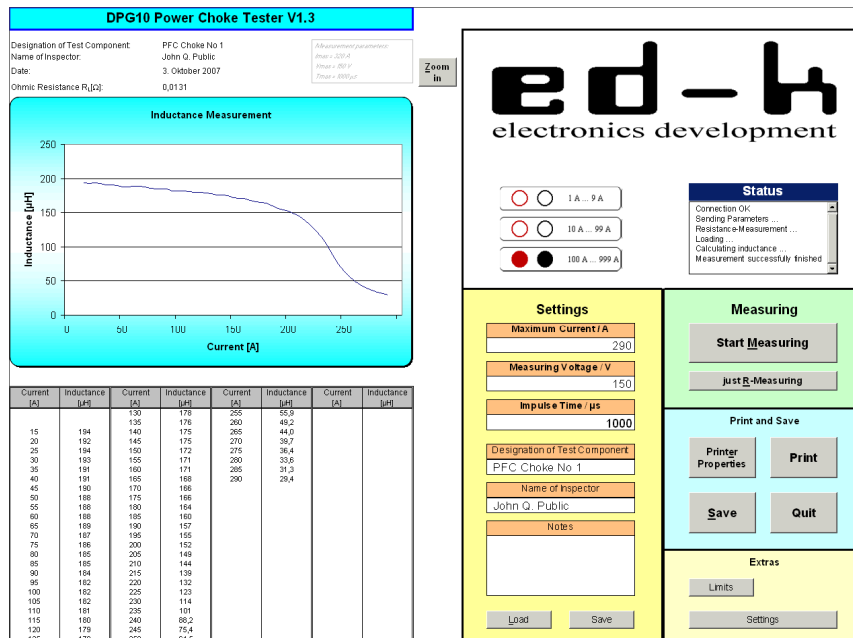 DPG10 Power Choke Tester V1.3
Designation of Test Component: PFC Choke No 1
Name of Inspector: John Q. Public
Date: 3. Oktober 2007
Ohmic Resistance RL[Ω]: 0,0131
Measurement parameters:
Imax = 320 A
Vmax = 150 V
Tmax = 1000 µs
Zoom
in
Inductance Measurement
Inductance [µH]
250
200
150
100
50
0
0 50 100 150 200 250
Current [A]
Current [A] Inductance [µH] Current [A] Inductance [µH] Current [A] Inductance [µH] Current [A] Inductance [µH]
130 178 255 55,9
135 176 260 49,2
15 194 140 175 265 44,0
20 192 145 175 270 39,7
25 194 150 172 275 36,4
30 193 155 171 280 33,6
35 191 160 171 285 31,3
40 191 165 168 290 29,4
45 190 170 166
50 188 175 166
55 188 180 164
60 188 185 160
65 189 190 157
70 187 195 155
75 186 200 152
80 185 205 149
85 185 210 144
90 184 215 139
95 182 220 132
100 182 225 123
105 182 230 114
110 181 235 101
115 180 240 88,2
120 179 245 75,4
ed-k
electronics development
1 A ... 9 A
10 A ... 99 A
100 A ... 999 A
Status
Connection OK
Sending Parameters ...
Resistance-Measurement ...
Loading ...
Calculating inductance ...
Measurement successfully finished
Settings
Maximum Current / A
290
Measuring Voltage / V
150
Impulse Time / µs
1000
Designation of Test Component
PFC Choke No 1
Name of Inspector
John Q. Public
Notes
Load Save
Measuring
Start Measuring
just R-Measuring
Print and Save
Printer
Properties
Print
Save Quit
Extras
Limits
Settings